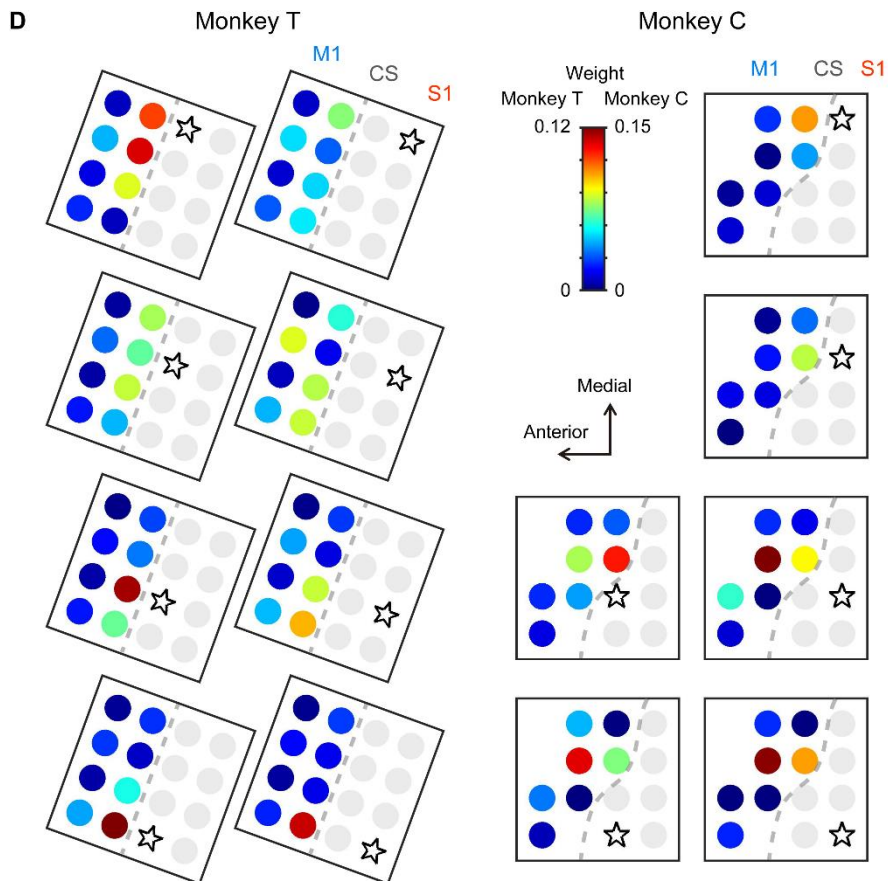 D
Monkey T
Monkey C
M1
CS
S1
Weight
Monkey T Monkey C
0.12 0.15
0 0
M1 CS S1
Medial
Anterior